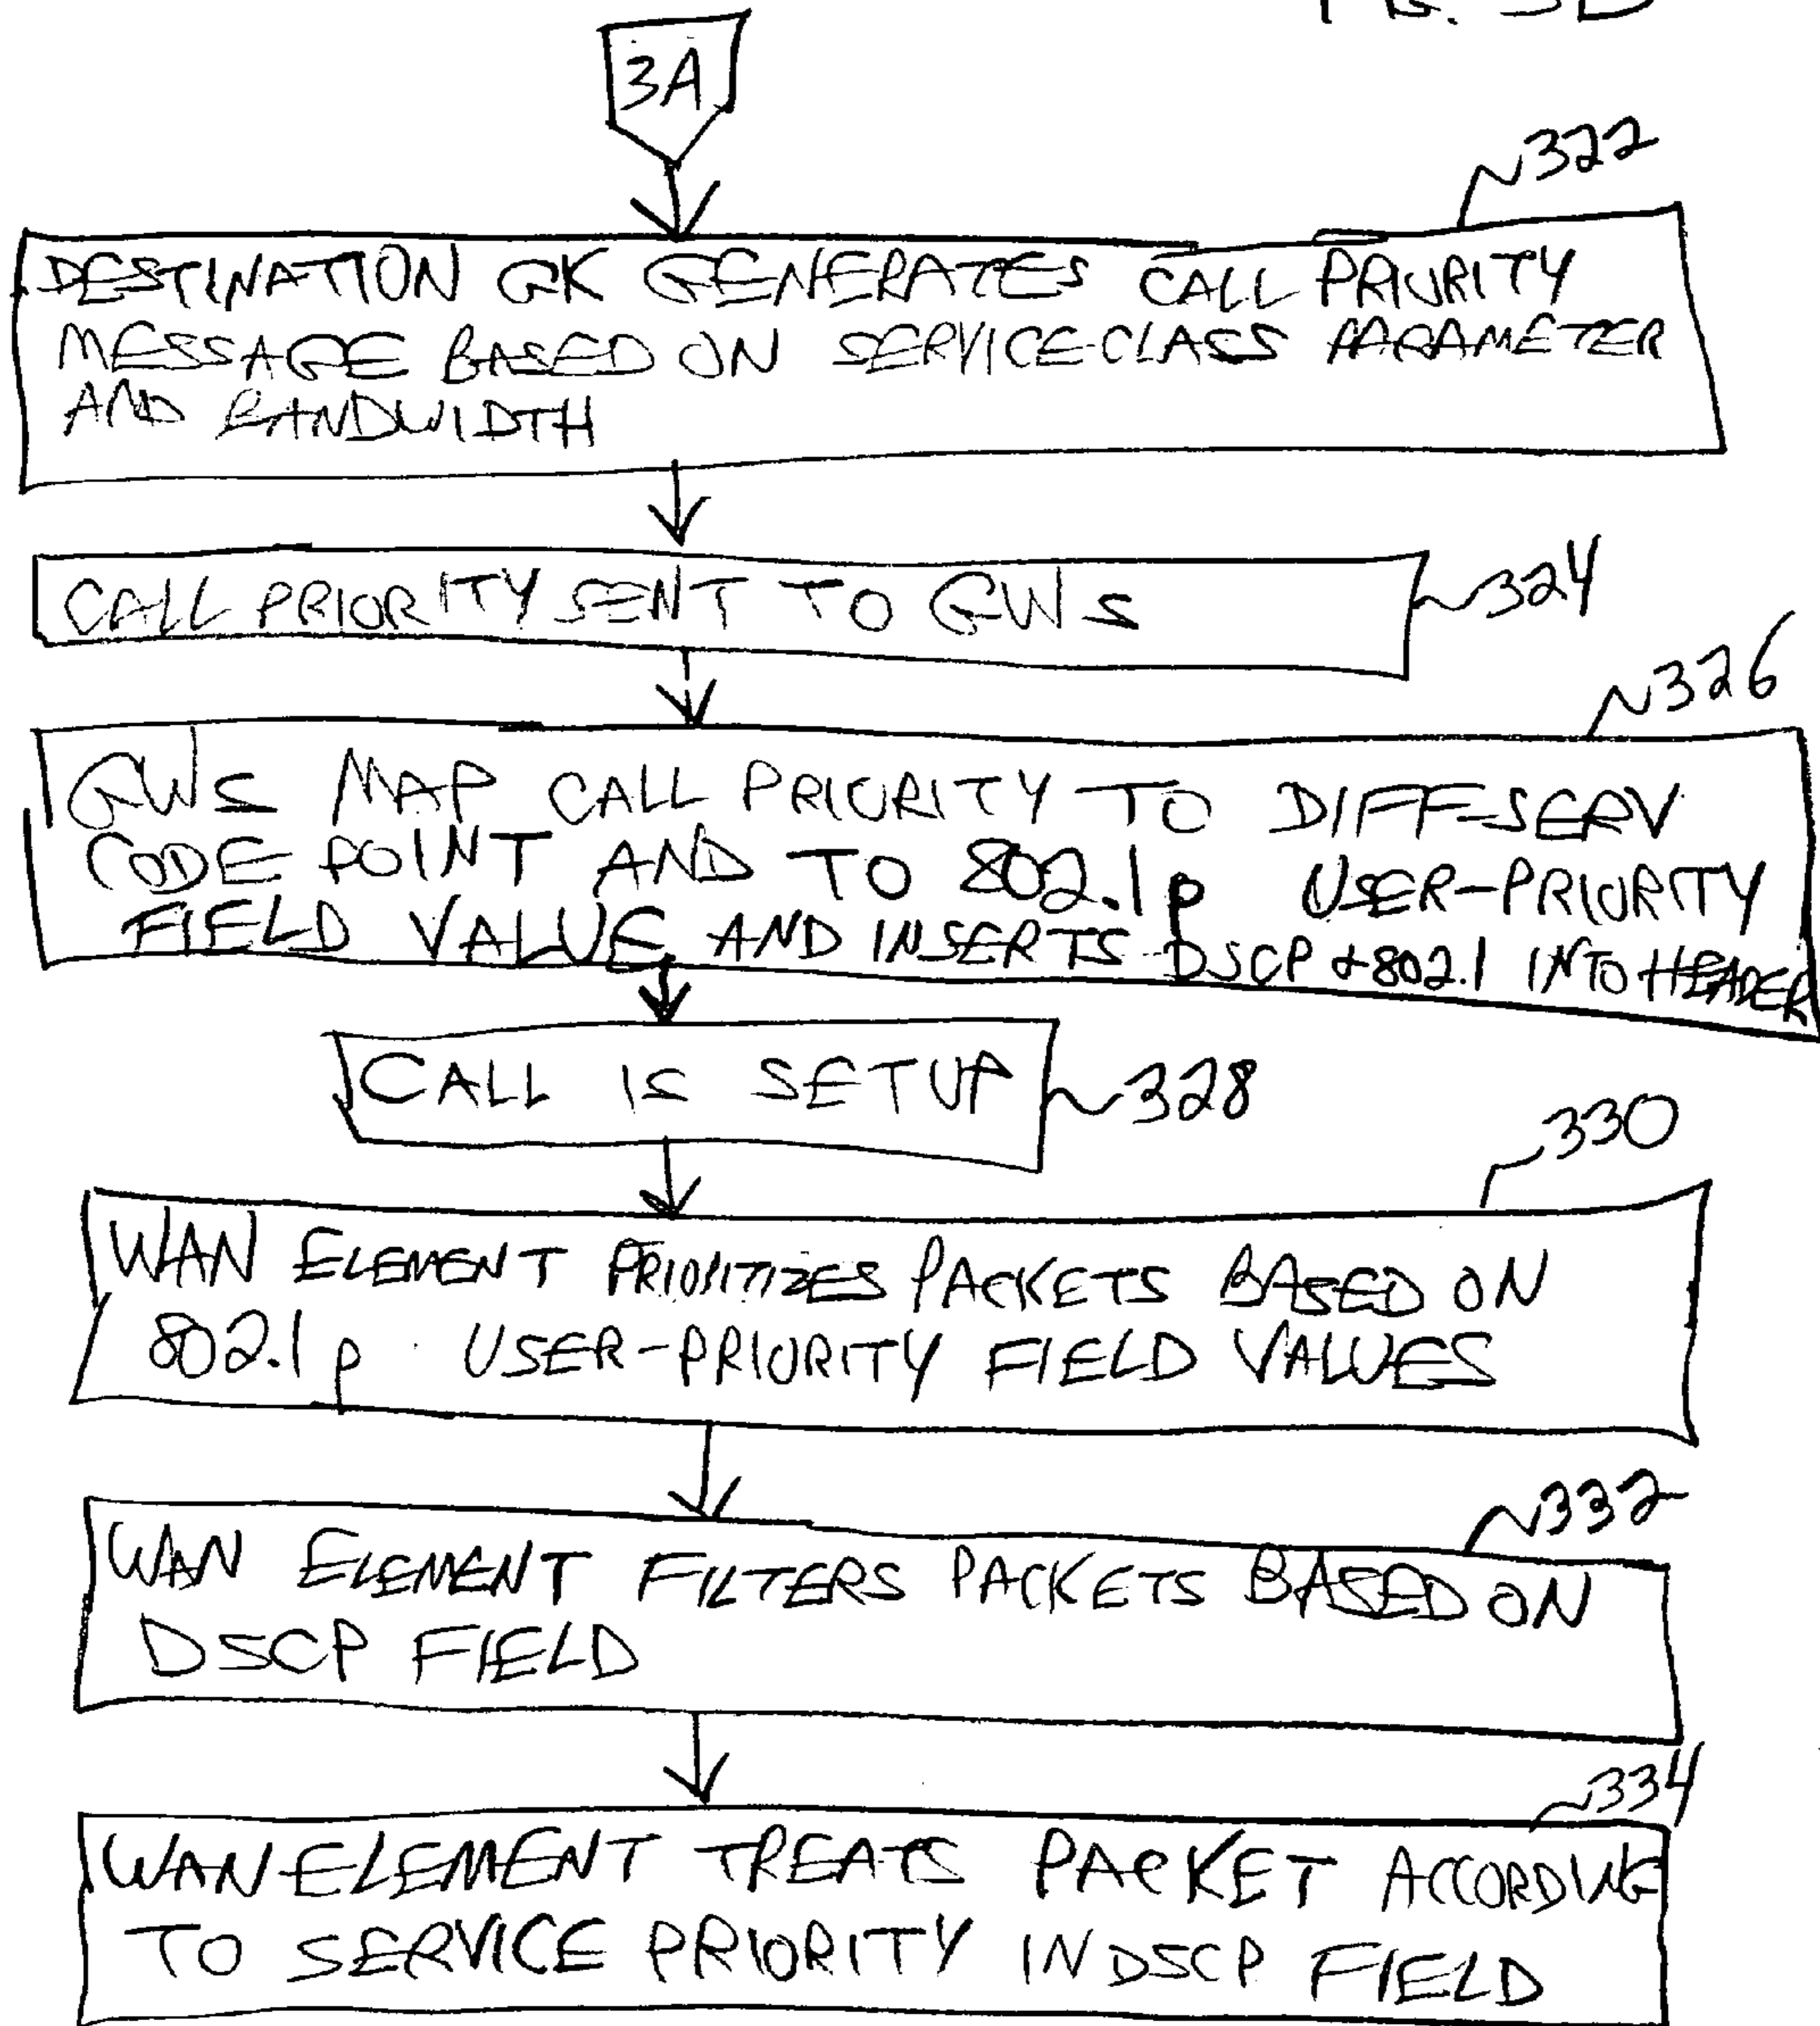 3A
322
DESTINATION GK GENERATES CALL PRIORITY
MESSAGE BASED ON SERVICE CLASS PARAMETER
AND BANDWIDTH
CALL PRIORITY SENT TO GWs
324
326
GWs MAP CALL PRIORITY TO DIFF-SERV
CODE POINT AND TO 802.1p USER-PRIORITY
FIELD VALUE AND INSERTS DSCP & 802.1 INTO HEADER
CALL IS SETUP
328
330
WAN ELEMENT PRIORITIZES PACKETS BASED ON
802.1p USER-PRIORITY FIELD VALUES
332
WAN ELEMENT FILTERS PACKETS BASED ON
DSCP FIELD
334
WAN ELEMENT TREATS PACKET ACCORDING
TO SERVICE PRIORITY IN DSCP FIELD